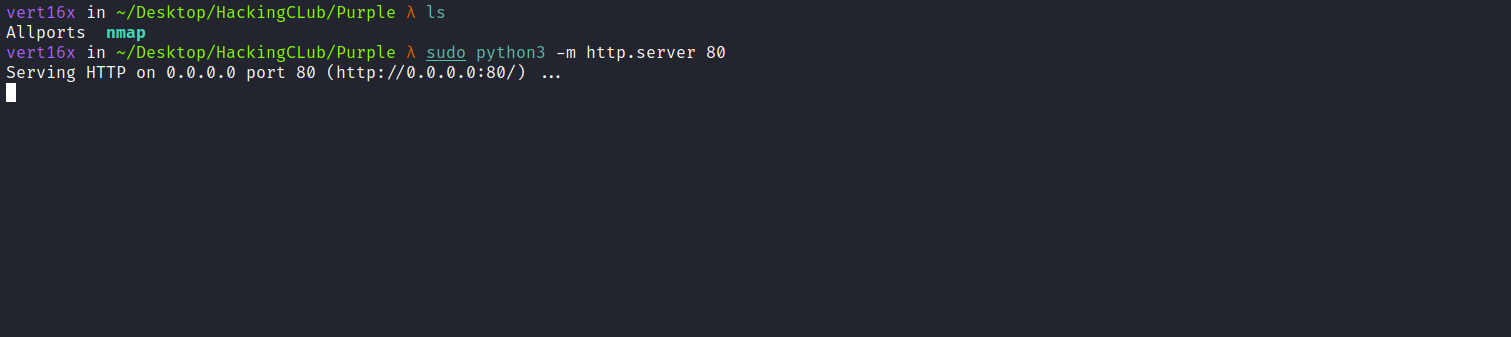 vert16x in ~/Desktop/HackingCLub/Purple λ ls
Allports  nmap
vert16x in ~/Desktop/HackingCLub/Purple λ sudo python3 -m http.server 80
Serving HTTP on 0.0.0.0 port 80 (http://0.0.0.0:80/) ...